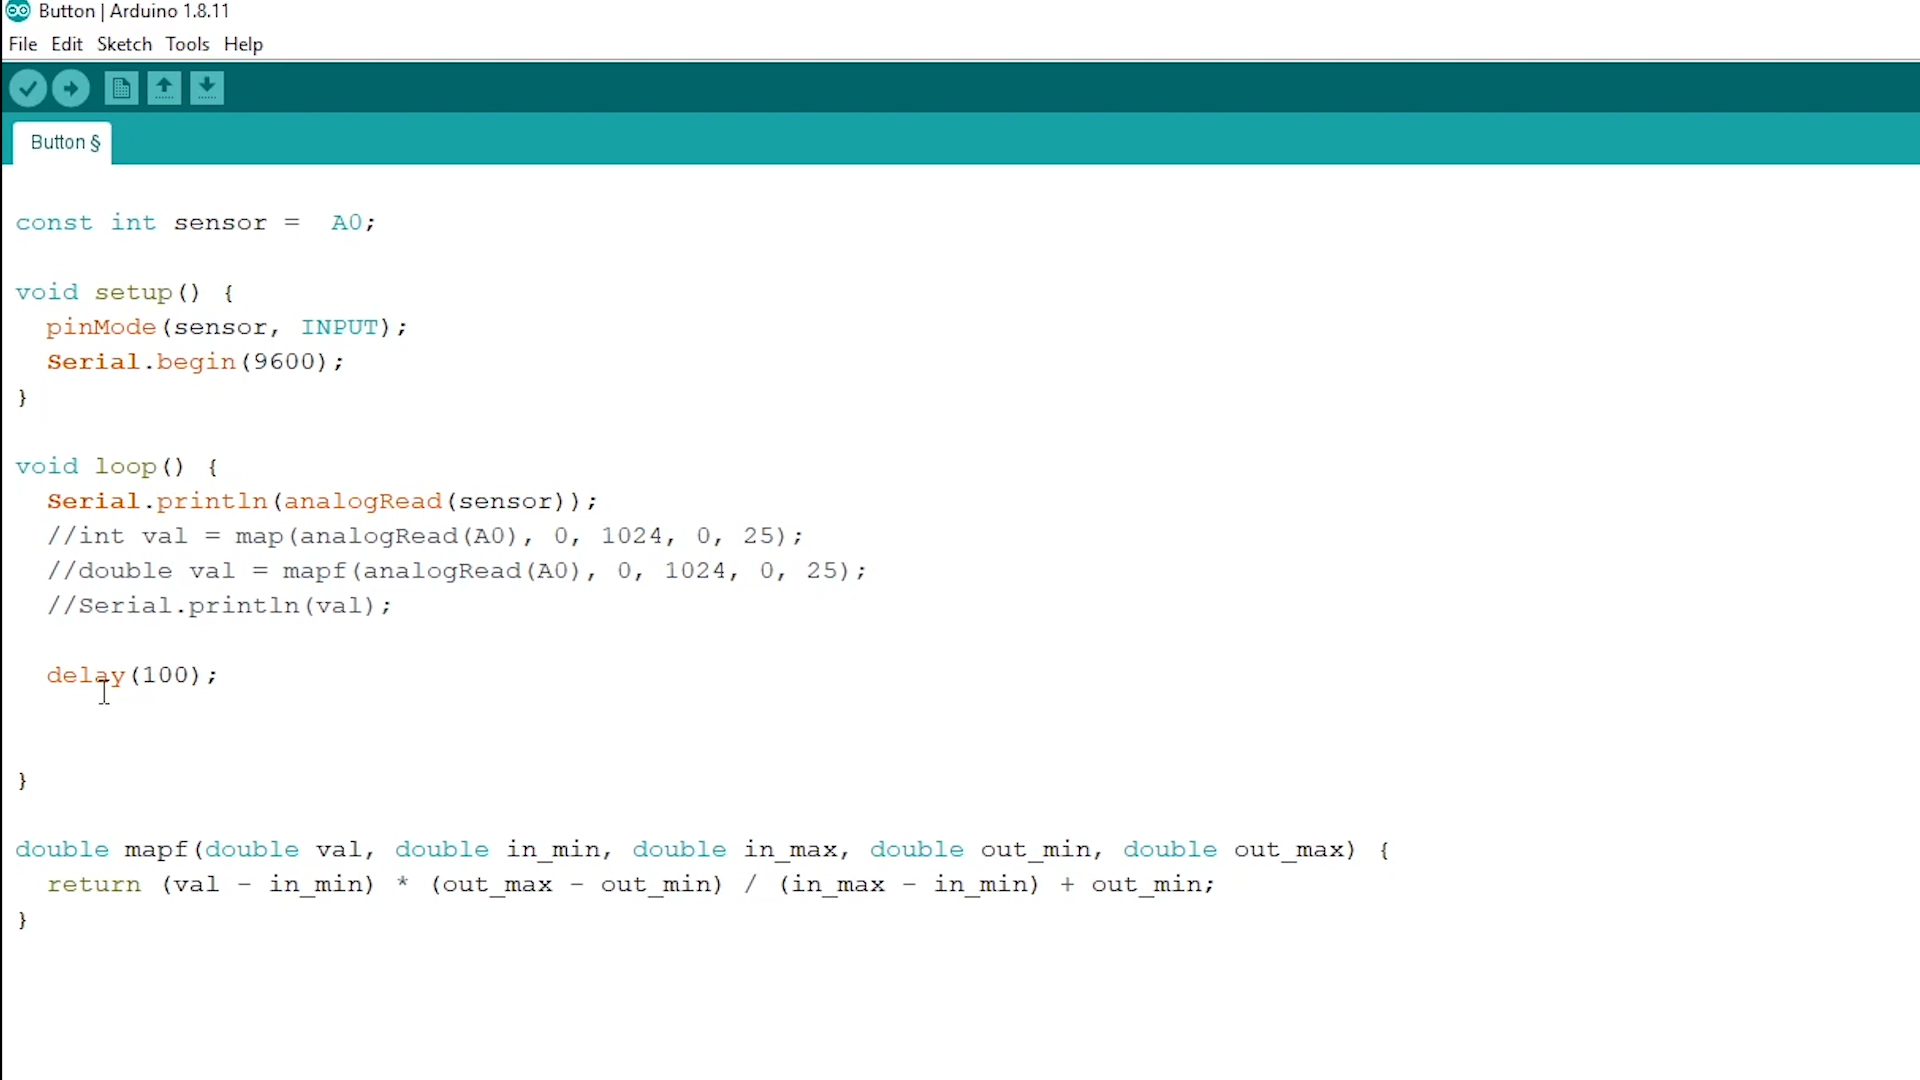 Button | Arduino 1.8.11
File Edit Sketch Tools Help
Button §
const int sensor =  A0;
void setup() {
  pinMode(sensor, INPUT);
  Serial.begin(9600);
}
void loop() {
  Serial.println(analogRead(sensor));
  //int val = map(analogRead(A0), 0, 1024, 0, 25);
  //double val = mapf(analogRead(A0), 0, 1024, 0, 25);
  //Serial.println(val);
  delay(100);
}
double mapf(double val, double in_min, double in_max, double out_min, double out_max) {
  return (val - in_min) * (out_max - out_min) / (in_max - in_min) + out_min;
}